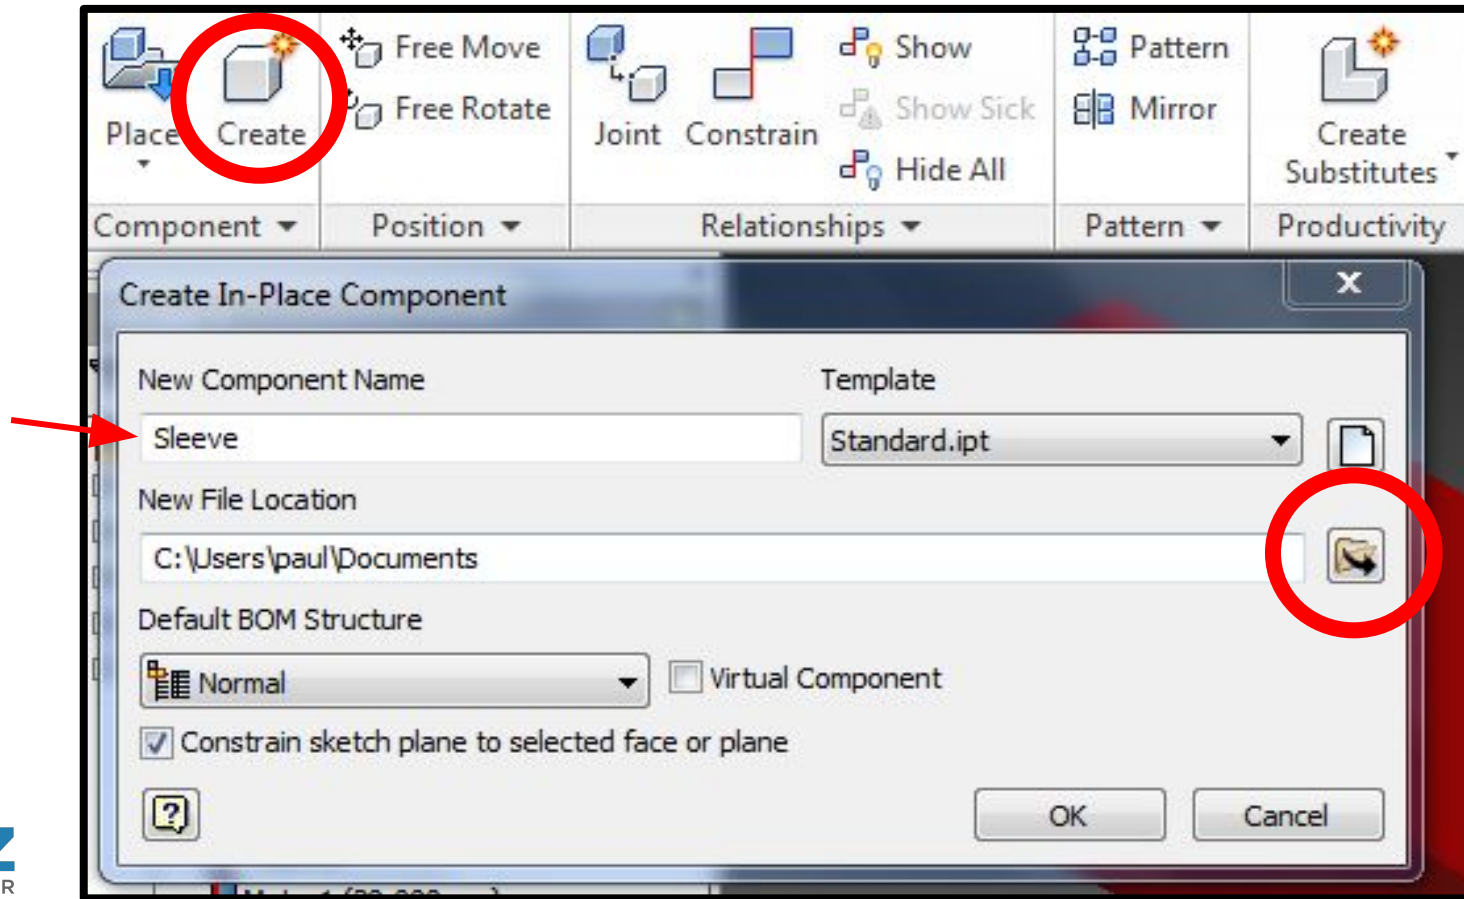 Free Move
Show
Pattern
Free Rotate
Show Sick
Mirror
Place
Create
Joint
Constrain
Hide All
Create
Substitutes
Component
Position
Relationships
Pattern
Productivity
Create In-Place Component
New Component Name
Template
Sleeve
Standard.ipt
New File Location
C:\Users\paul\Documents
Default BOM Structure
Normal
Virtual Component
Constrain sketch plane to selected face or plane
OK
Cancel
Z
R